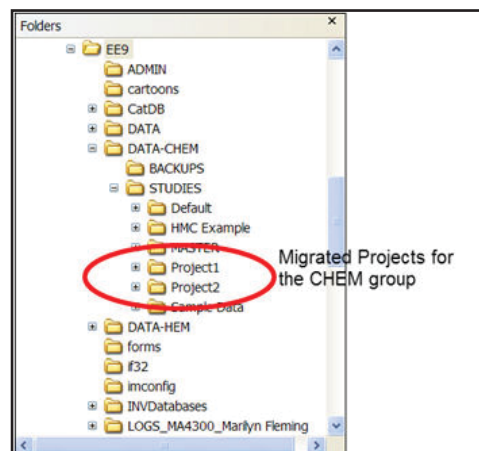 Folders
EE9
ADMIN
cartoons
CatDB
DATA
DATA-CHEM
BACKUPS
STUDIES
Default
HMC Example
MASTER
Project1
Project2
Sample Data
Migrated Projects for
the CHEM group
DATA-HEM
forms
if32
imconfig
INVDatabases
LOGS_MA4300_Marilyn Fleming